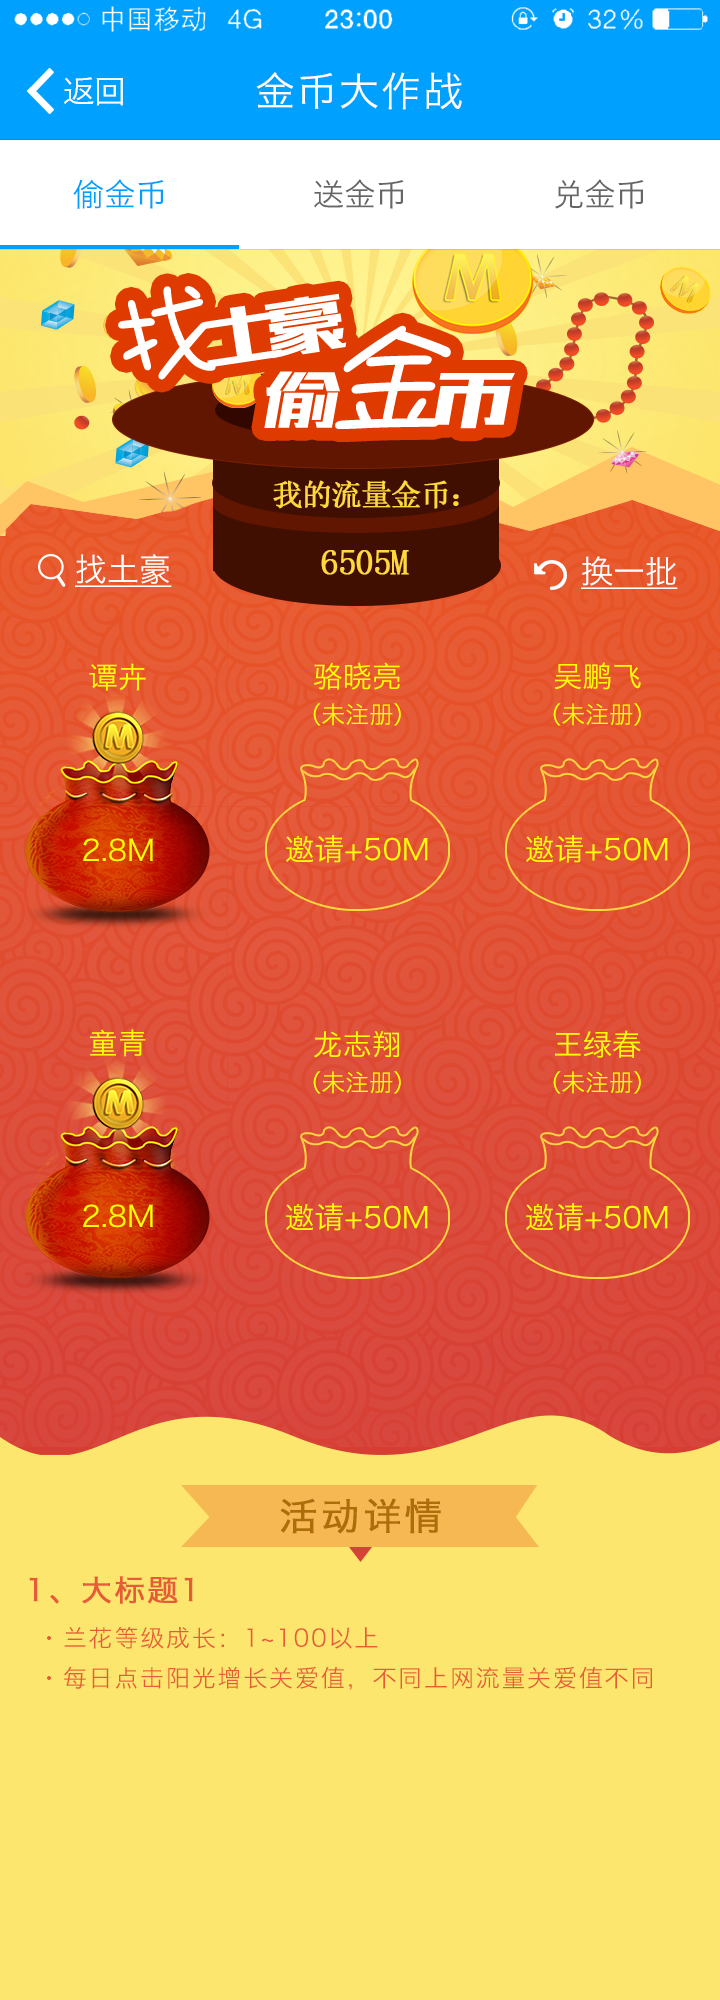 中国移动 4G 23:00 32%
返回 金币大作战
偷金币 送金币 兑金币
找土豪
偷金币
我的流量金币：
6505M
找土豪 换一批
谭卉 骆晓亮 吴鹏飞
（未注册） （未注册）
M
2.8M 邀请+50M 邀请+50M
童青 龙志翔 王绿春
（未注册） （未注册）
M
2.8M 邀请+50M 邀请+50M
活动详情
1、大标题1
·兰花等级成长：1~100以上
·每日点击阳光增长关爱值，不同上网流量关爱值不同